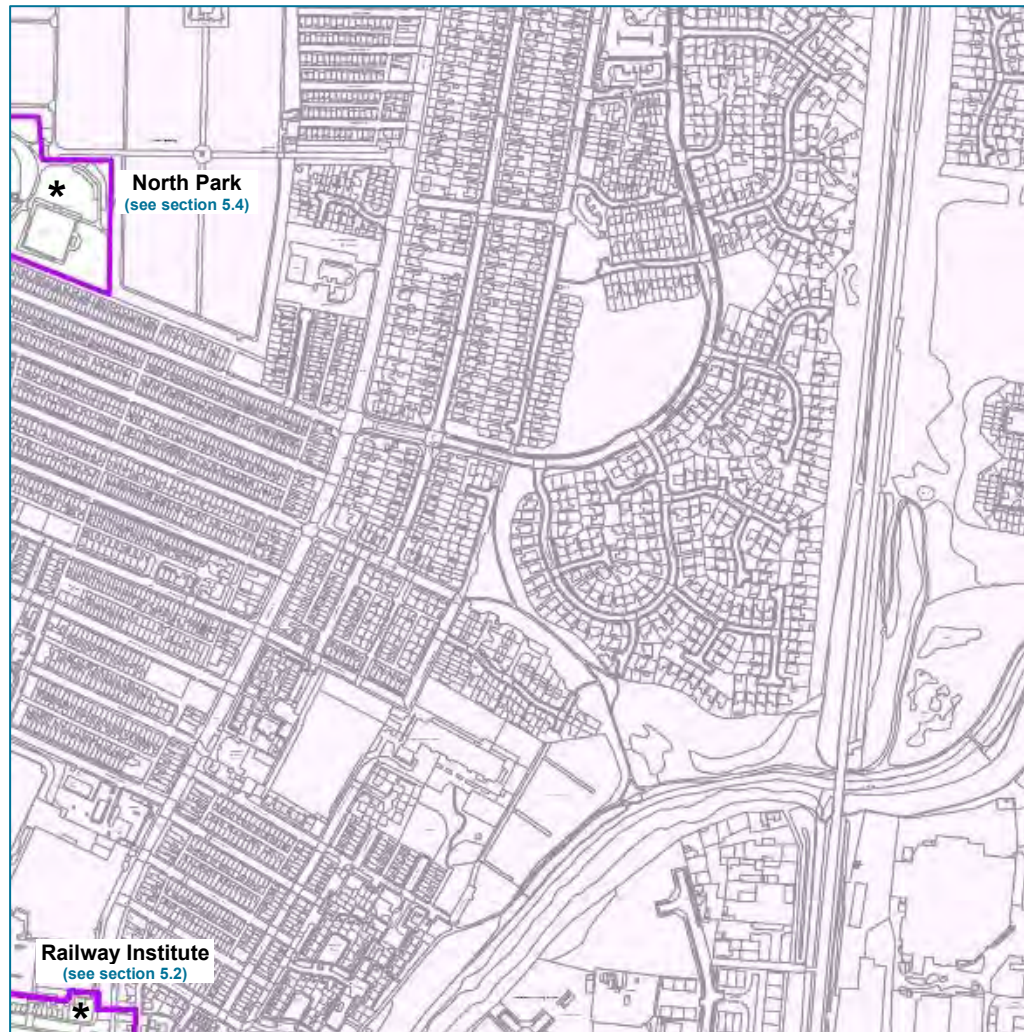 *
North Park
(see section 5.4)
Railway Institute
(see section 5.2)
*